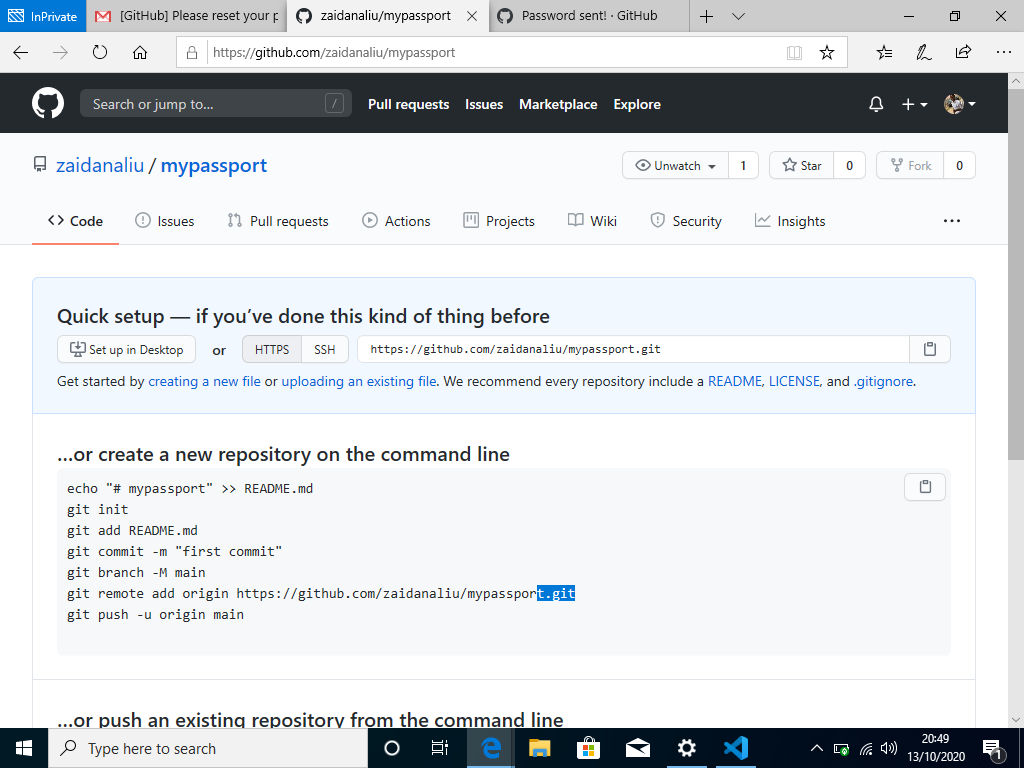 InPrivate
[GitHub] Please reset your p
zaidanaliu/mypassport
Password sent! · GitHub
https://github.com/zaidanaliu/mypassport
Search or jump to... /
Pull requests Issues Marketplace Explore
zaidanaliu / mypassport
Unwatch 1 Star 0 Fork 0
<> Code Issues Pull requests Actions Projects Wiki Security Insights
Quick setup — if you’ve done this kind of thing before
Set up in Desktop or HTTPS SSH https://github.com/zaidanaliu/mypassport.git
Get started by creating a new file or uploading an existing file. We recommend every repository include a README, LICENSE, and .gitignore.
…or create a new repository on the command line
echo "# mypassport" >> README.md
git init
git add README.md
git commit -m "first commit"
git branch -M main
git remote add origin https://github.com/zaidanaliu/mypassport.git
git push -u origin main
…or push an existing repository from the command line
Type here to search
20:49
13/10/2020
1